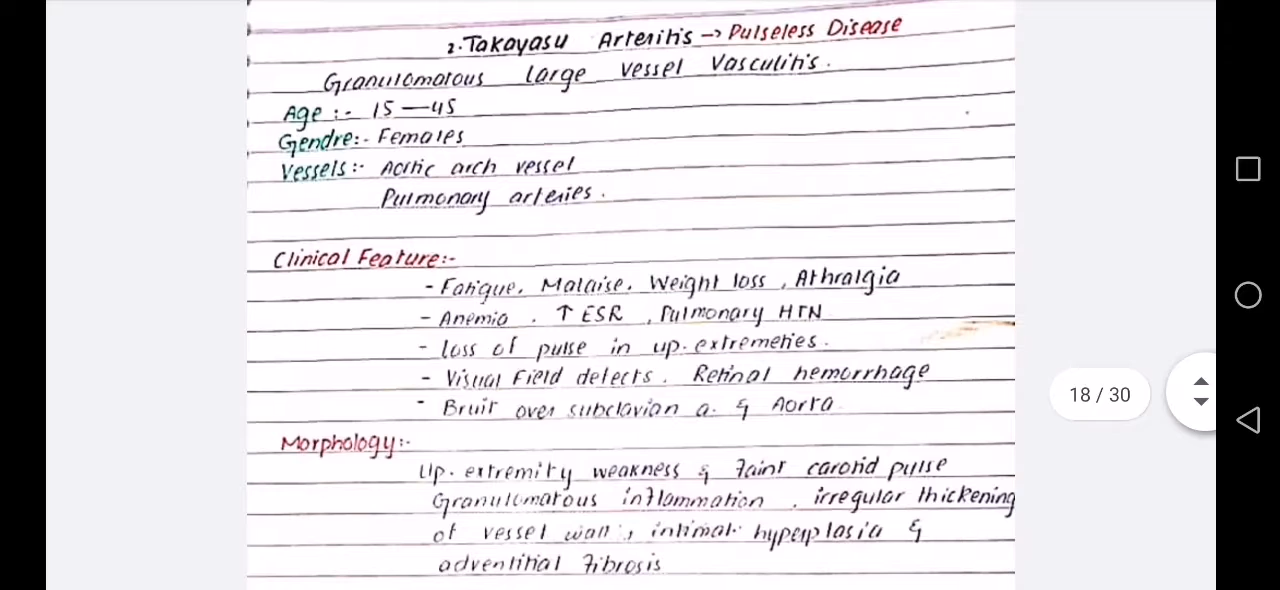 2. Takayasu Arteritis → Pulseless Disease
Granulomatous large vessel vasculitis.
Age :- 15 — 45
Gendre:- Females
Vessels :- Aortic arch vessel
Pulmonary arteries.
Clinical Feature:-
- Fatigue, Malaise, Weight loss, Athralgia
- Anemia, ↑ ESR, Pulmonary HTN
- loss of pulse in up. extremeties.
- Visual Field defects, Retinal hemorrhage
- Bruit over subclavian a. & Aorta
Morphology:-
Up. extremity weakness & faint carotid pulse
Granulomatous inflammation, irregular thickening
of vessel wall, intimal hyperplasia &
adventitial fibrosis
18 / 30